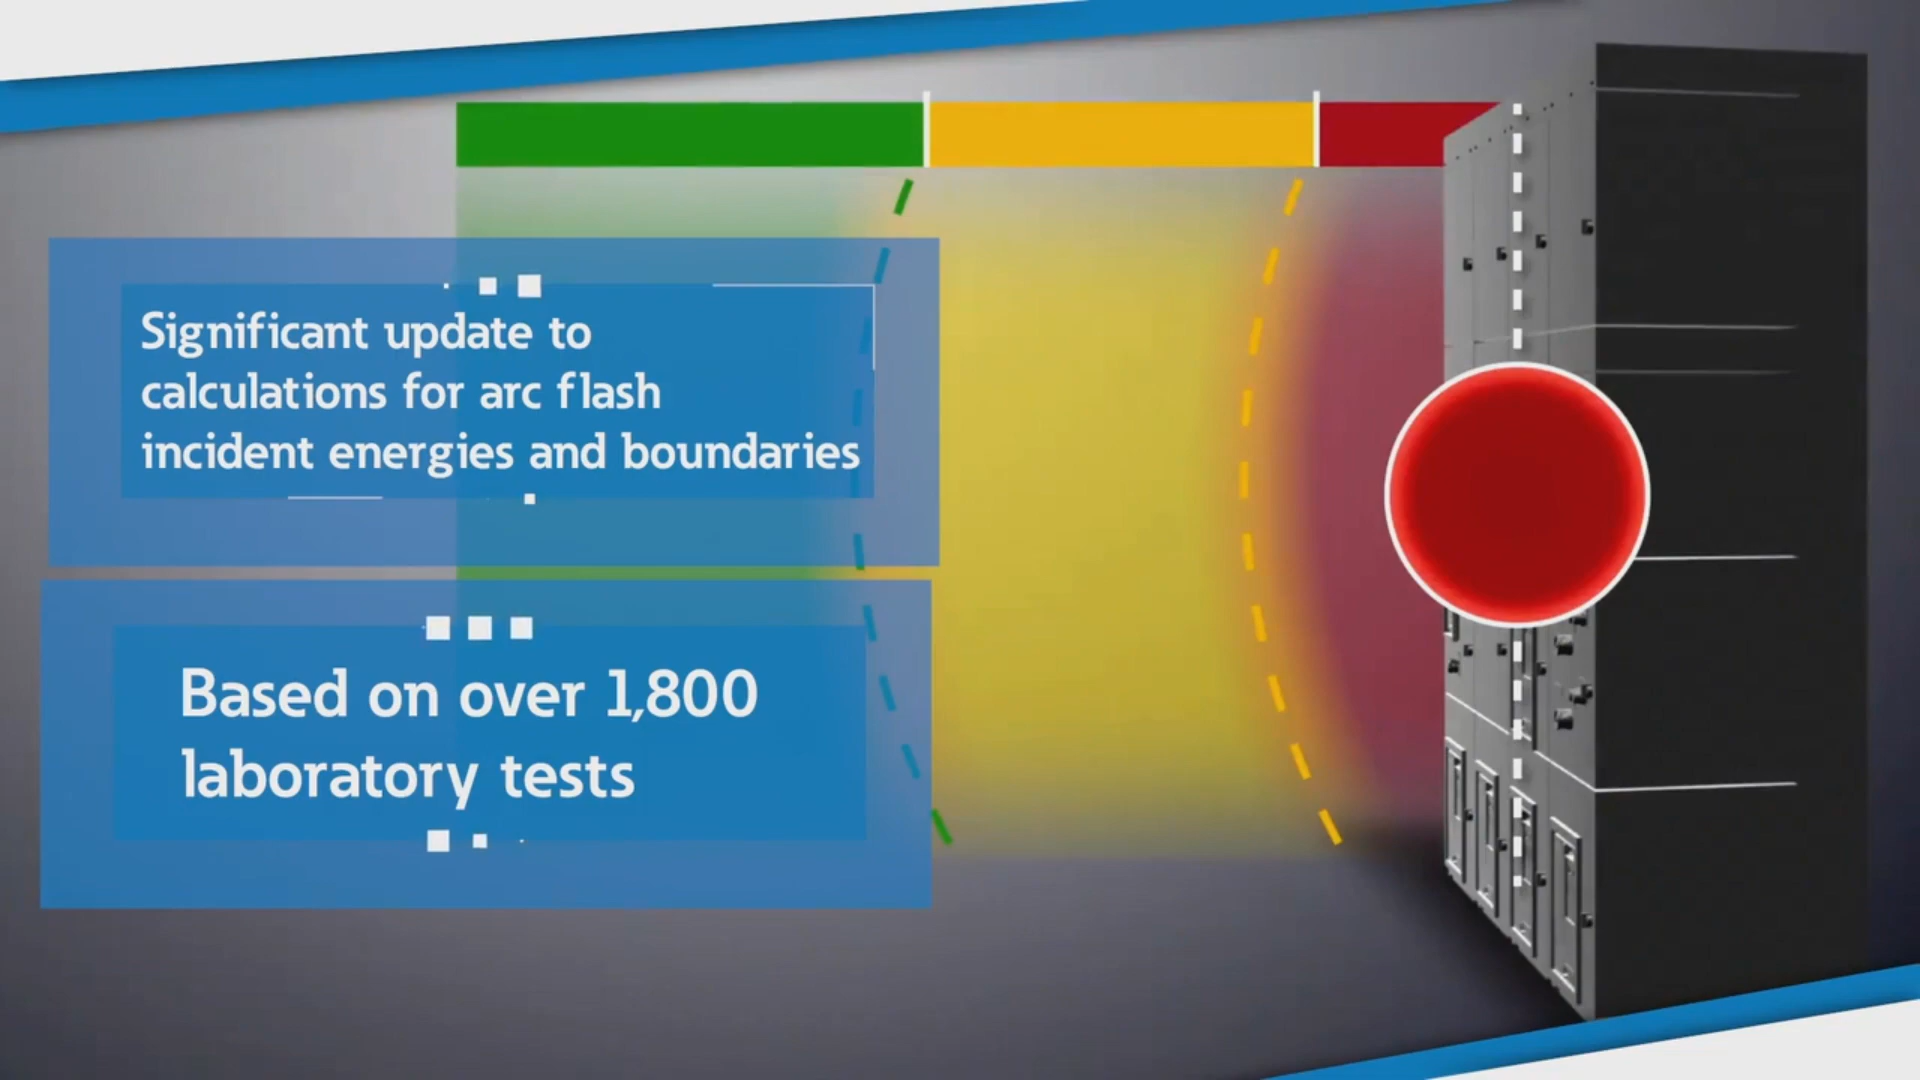 Significant update to
calculations for arc flash
incident energies and boundaries
Based on over 1,800
laboratory tests